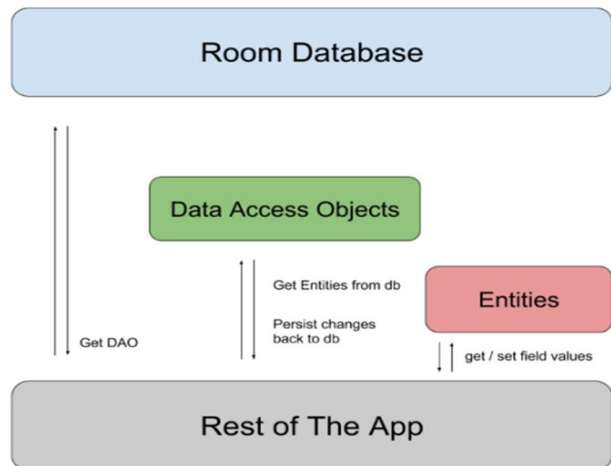 Room Database
Data Access Objects
Get Entities from db
Entities
Persist changes
back to db
Get DAO
get / set field values
Rest of The App